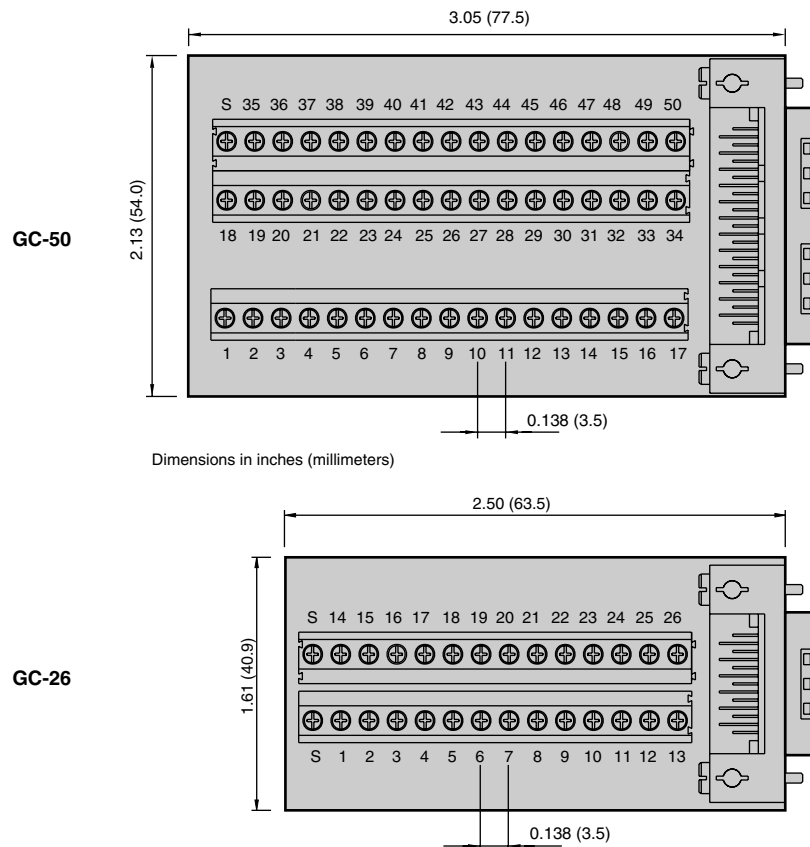 3.05 (77.5)
S 35 36 37 38 39 40 41 42 43 44 45 46 47 48 49 50
2.13 (54.0)
GC-50
18 19 20 21 22 23 24 25 26 27 28 29 30 31 32 33 34
1 2 3 4 5 6 7 8 9 10 11 12 13 14 15 16 17
0.138 (3.5)
Dimensions in inches (millimeters)
2.50 (63.5)
S 14 15 16 17 18 19 20 21 22 23 24 25 26
1.61 (40.9)
GC-26
S 1 2 3 4 5 6 7 8 9 10 11 12 13
0.138 (3.5)